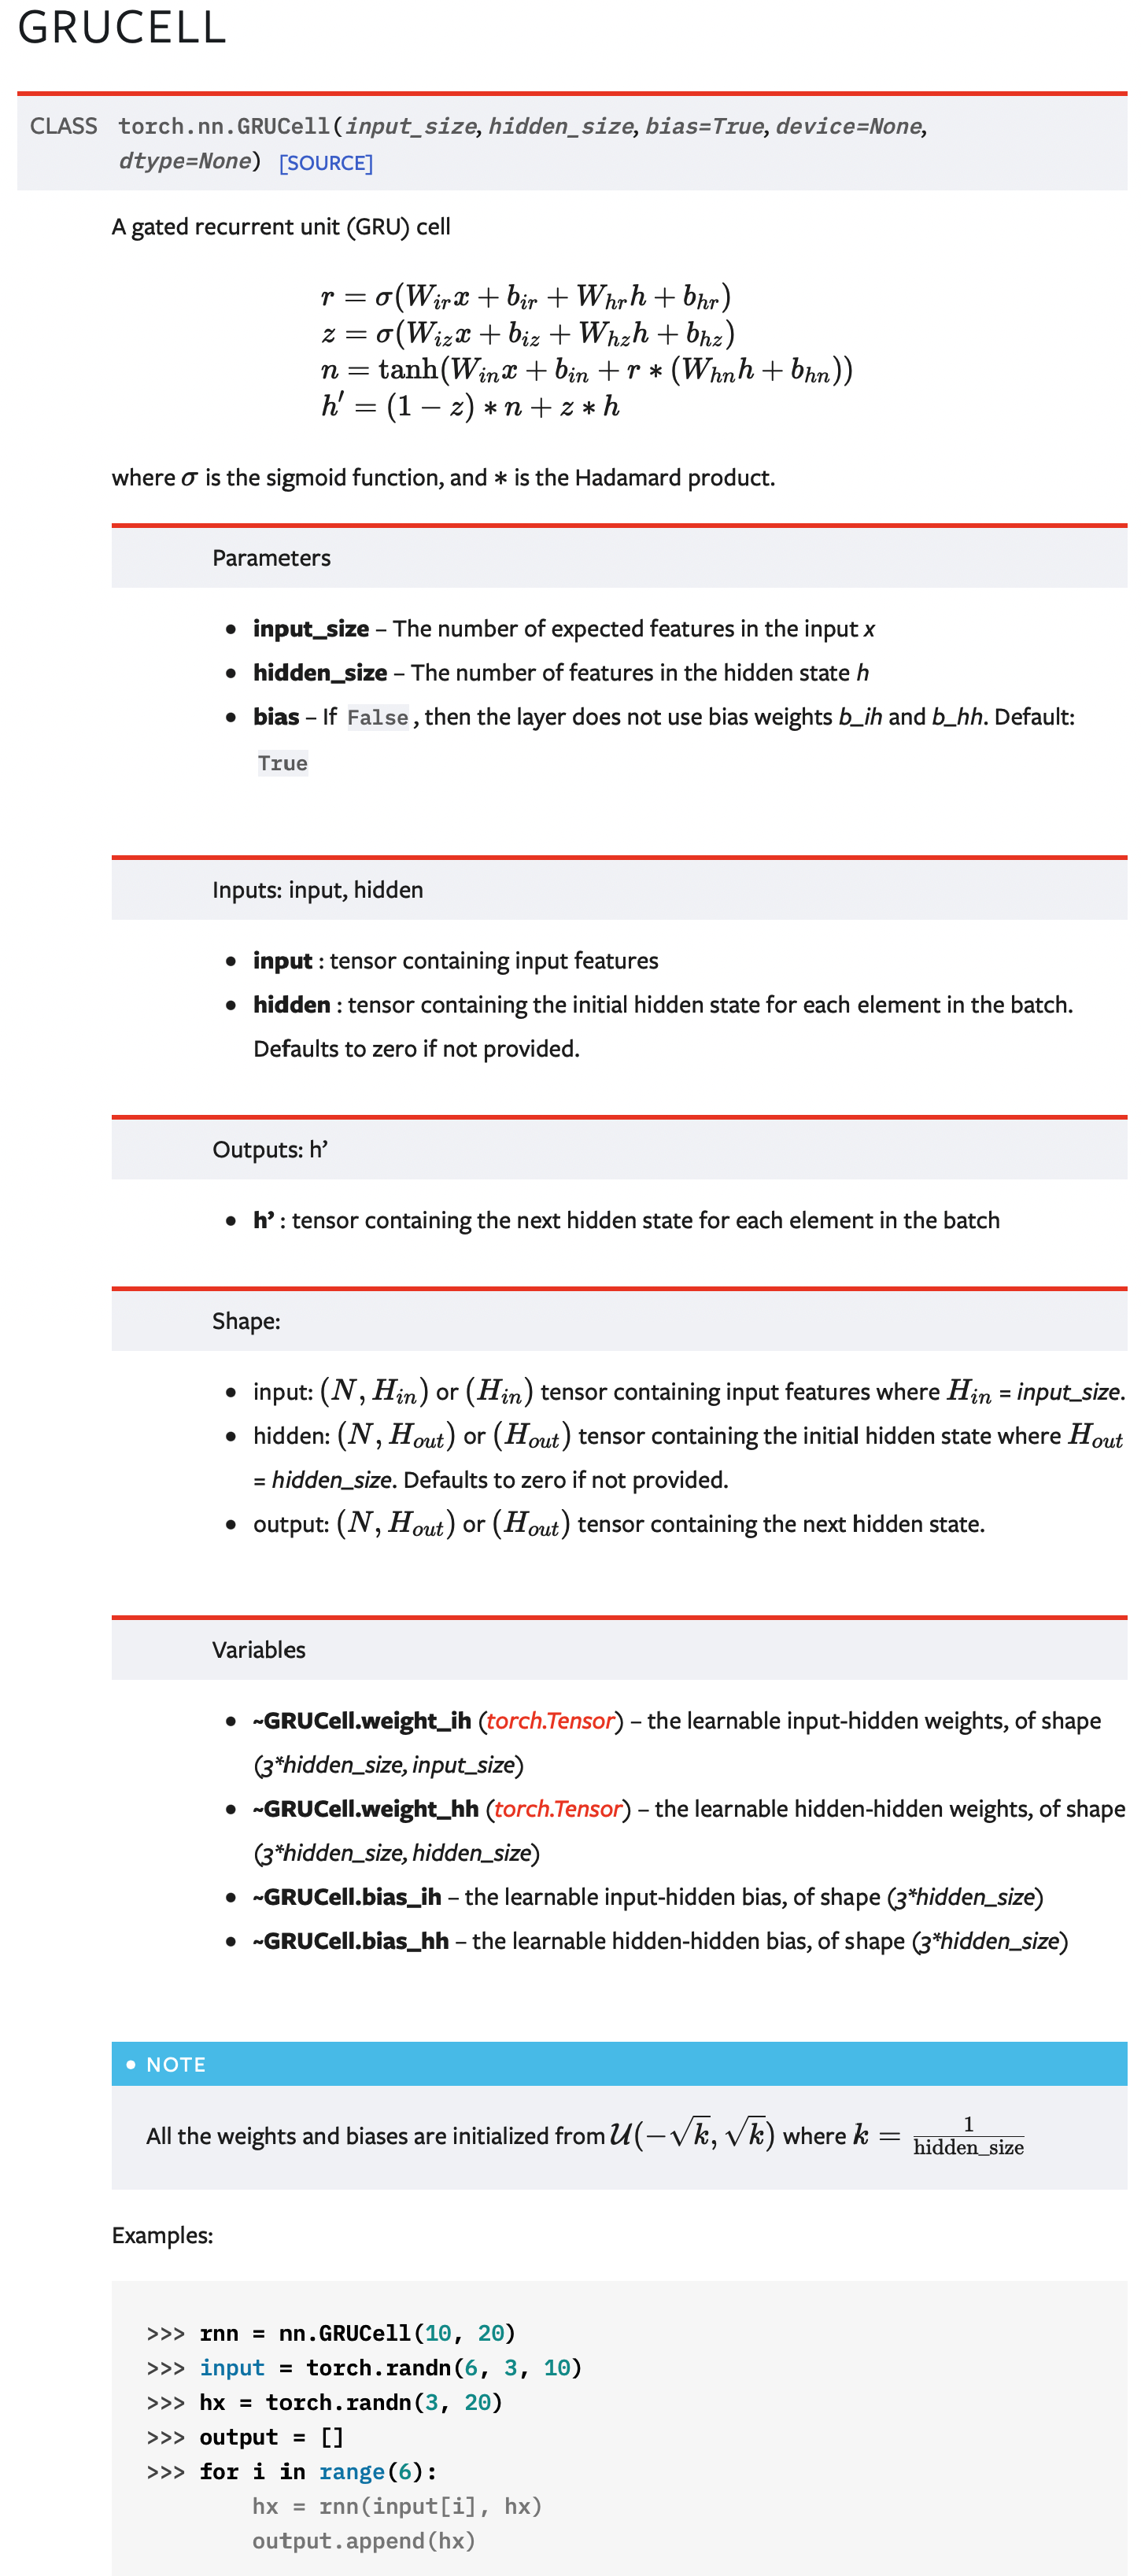 GRUCELL
CLASS torch.nn.GRUCell(input_size, hidden_size, bias=True, device=None,
dtype=None) [SOURCE]
A gated recurrent unit (GRU) cell
r = σ(W_{ir}x + b_{ir} + W_{hr}h + b_{hr})
z = σ(W_{iz}x + b_{iz} + W_{hz}h + b_{hz})
n = tanh(W_{in}x + b_{in} + r ∗ (W_{hn}h + b_{hn}))
h′ = (1 − z) ∗ n + z ∗ h
where σ is the sigmoid function, and ∗ is the Hadamard product.
Parameters
• input_size – The number of expected features in the input x
• hidden_size – The number of features in the hidden state h
• bias – If False, then the layer does not use bias weights b_ih and b_hh. Default:
True
Inputs: input, hidden
• input : tensor containing input features
• hidden : tensor containing the initial hidden state for each element in the batch.
Defaults to zero if not provided.
Outputs: h’
• h’ : tensor containing the next hidden state for each element in the batch
Shape:
• input: (N, H_{in}) or (H_{in}) tensor containing input features where H_{in} = input_size.
• hidden: (N, H_{out}) or (H_{out}) tensor containing the initial hidden state where H_{out}
= hidden_size. Defaults to zero if not provided.
• output: (N, H_{out}) or (H_{out}) tensor containing the next hidden state.
Variables
• ~GRUCell.weight_ih (torch.Tensor) – the learnable input-hidden weights, of shape
(3*hidden_size, input_size)
• ~GRUCell.weight_hh (torch.Tensor) – the learnable hidden-hidden weights, of shape
(3*hidden_size, hidden_size)
• ~GRUCell.bias_ih – the learnable input-hidden bias, of shape (3*hidden_size)
• ~GRUCell.bias_hh – the learnable hidden-hidden bias, of shape (3*hidden_size)
• NOTE
All the weights and biases are initialized from 𝒰(−√k, √k) where k = 1/hidden_size
Examples:
>>> rnn = nn.GRUCell(10, 20)
>>> input = torch.randn(6, 3, 10)
>>> hx = torch.randn(3, 20)
>>> output = []
>>> for i in range(6):
        hx = rnn(input[i], hx)
        output.append(hx)